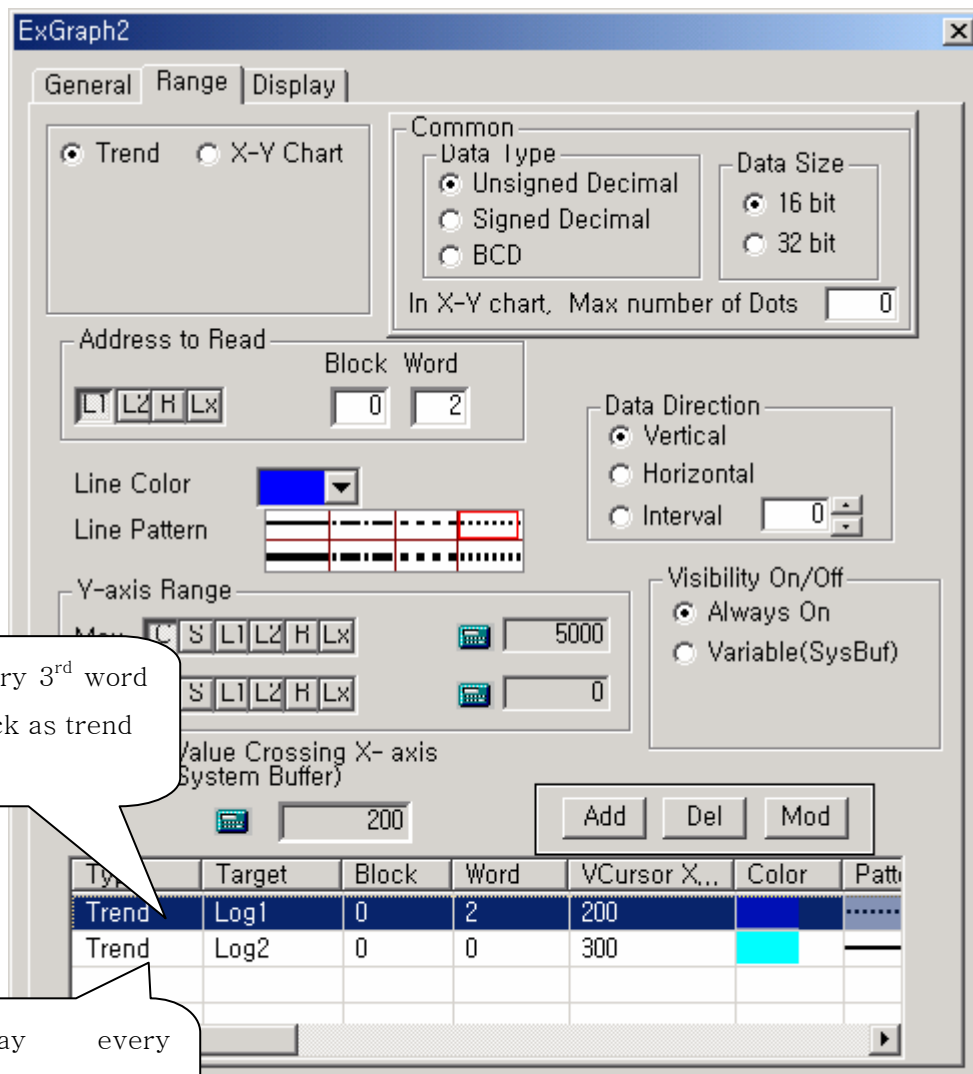 ExGraph2
General Range Display
Trend X-Y Chart
Common
Data Type
Unsigned Decimal
Signed Decimal
BCD
Data Size
16 bit
32 bit
In X-Y chart, Max number of Dots 0
Address to Read
Block Word
L1 L2 R Lx 0 2
Data Direction
Vertical
Horizontal
Interval 0
Line Color
Line Pattern
Y-axis Range
C S L1 L2 R Lx 5000
S L1 L2 R Lx 0
Visibility On/Off
Always On
Variable(SysBuf)
3rd word
as trend
Value Crossing X- axis
System Buffer)
200
Add Del Mod
Target Block Word VCursor X... Color
Trend Log1 0 2 200
Trend Log2 0 0 300
every